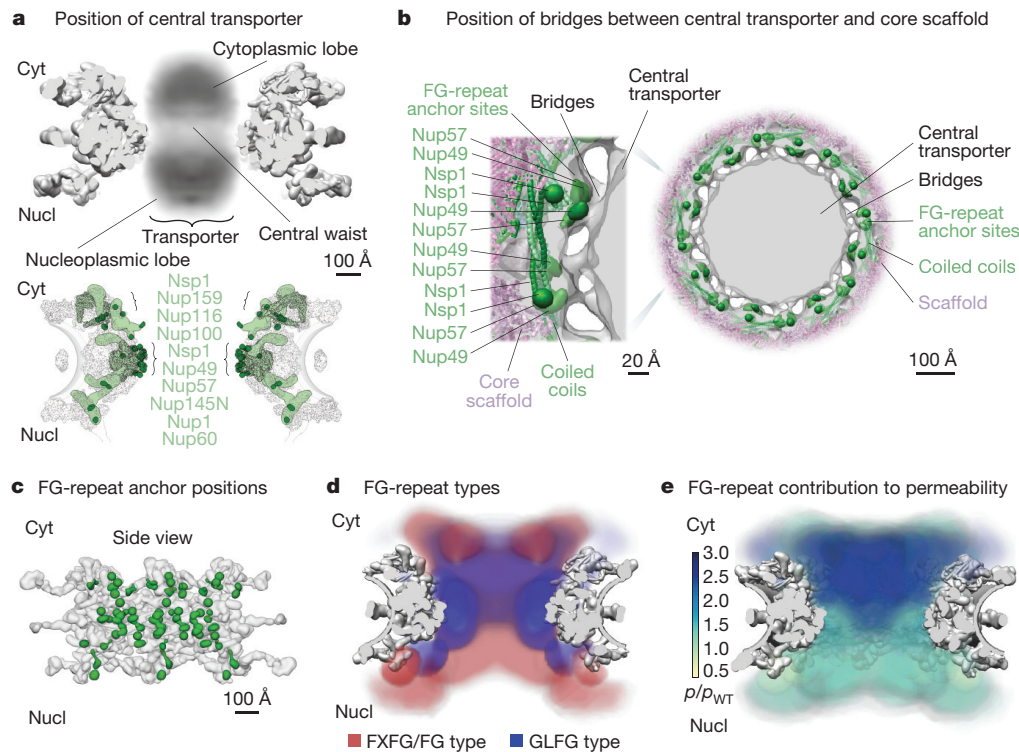 a Position of central transporter
Cytoplasmic lobe
Cyt
Nucl
Transporter
Central waist
Nucleoplasmic lobe
100 Å
Cyt
Nsp1
Nup159
Nup116
Nup100
Nsp1
Nup49
Nup57
Nup145N
Nup1
Nup60
Nucl
b Position of bridges between central transporter and core scaffold
FG-repeat
anchor sites
Bridges
Central
transporter
Nup57
Nup49
Nsp1
Nsp1
Nup49
Nup57
Nup49
Nup57
Nsp1
Nsp1
Nup57
Nup49
Core
scaffold
Coiled
coils
20 Å
Central
transporter
Bridges
FG-repeat
anchor sites
Coiled coils
Scaffold
100 Å
c FG-repeat anchor positions
Cyt
Side view
100 Å
Nucl
d FG-repeat types
Cyt
Nucl
FXFG/FG type
GLFG type
e FG-repeat contribution to permeability
Cyt
3.0
2.5
2.0
1.5
1.0
0.5
p/pWT
Nucl